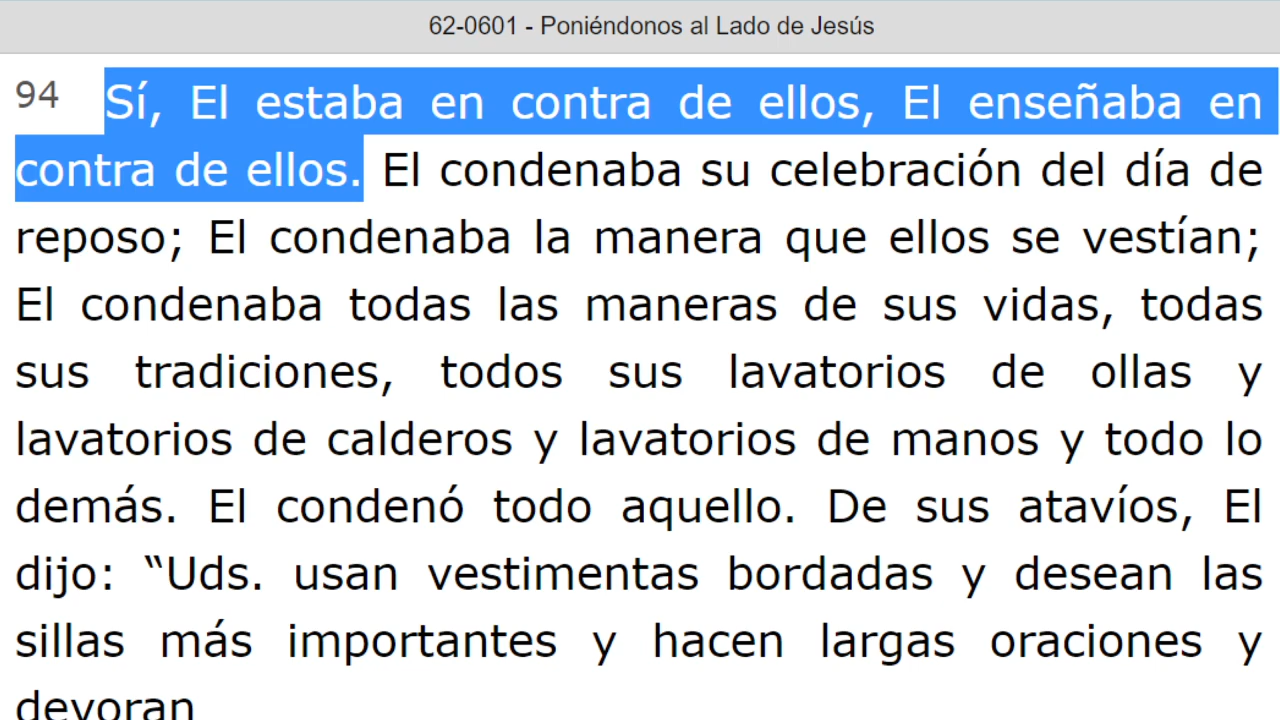 62-0601 - Poniéndonos al Lado de Jesús
94 Sí, El estaba en contra de ellos, El enseñaba en
contra de ellos. El condenaba su celebración del día de
reposo; El condenaba la manera que ellos se vestían;
El condenaba todas las maneras de sus vidas, todas
sus tradiciones, todos sus lavatorios de ollas y
lavatorios de calderos y lavatorios de manos y todo lo
demás. El condenó todo aquello. De sus atavíos, El
dijo: “Uds. usan vestimentas bordadas y desean las
sillas más importantes y hacen largas oraciones y
devoran